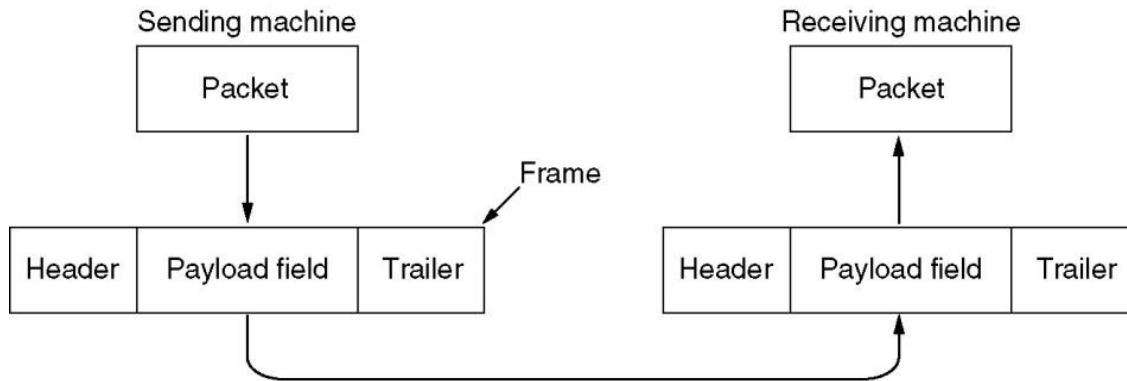 Sending machine
Receiving machine
Packet
Packet
Frame
Header
Payload field
Trailer
Header
Payload field
Trailer